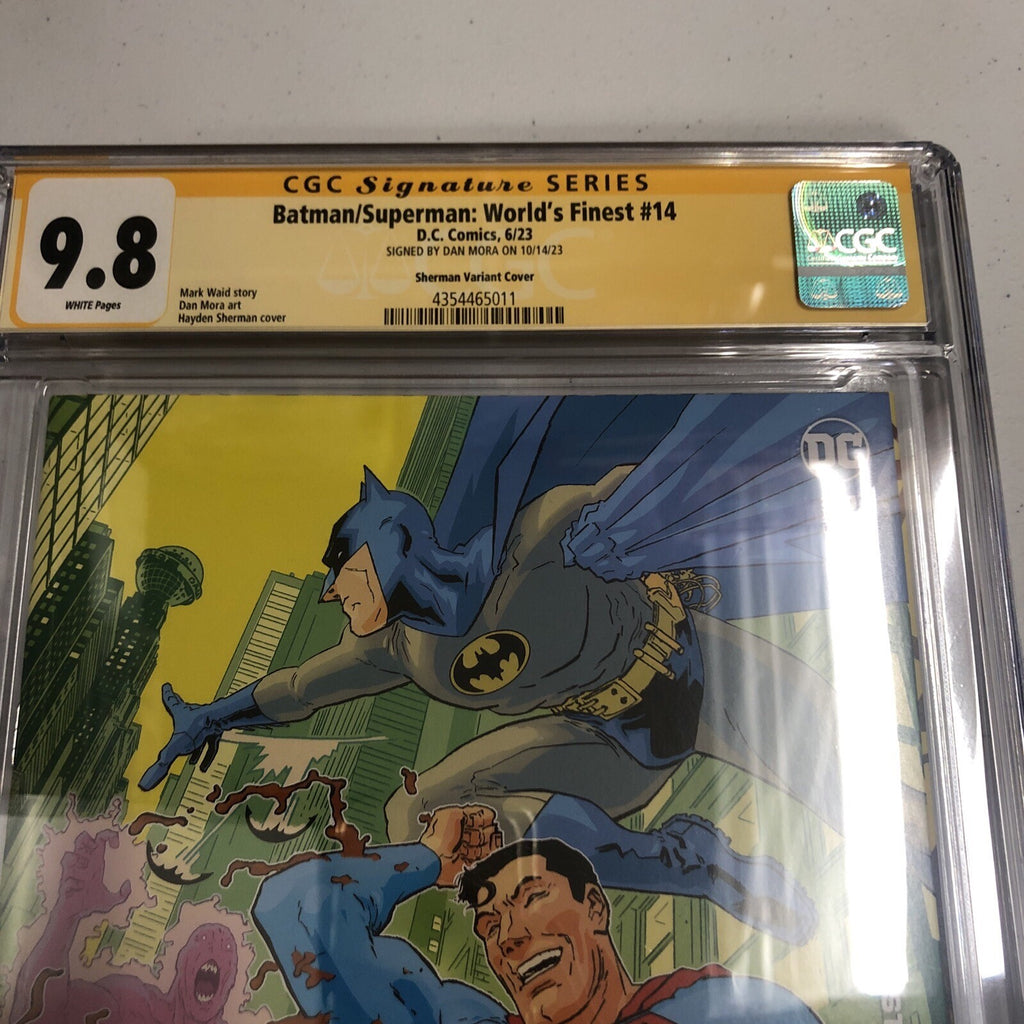 CGC Signature SERIES
Batman/Superman: World's Finest #14
D.C. Comics, 6/23
SIGNED BY DAN MORA ON 10/14/23
Sherman Variant Cover
4354465011
9.8
WHITE Pages
Mark Waid story
Dan Mora art
Hayden Sherman cover
CGC
DC